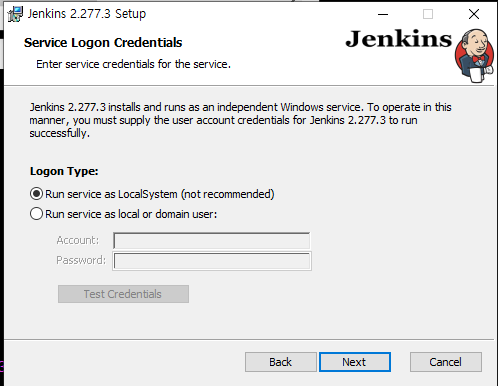 Jenkins 2.277.3 Setup
Service Logon Credentials
Enter service credentials for the service.
Jenkins
Jenkins 2.277.3 installs and runs as an independent Windows service. To operate in this
manner, you must supply the user account credentials for Jenkins 2.277.3 to run
successfully.
Logon Type:
Run service as LocalSystem (not recommended)
Run service as local or domain user:
Account:
Password:
Test Credentials
Back Next Cancel